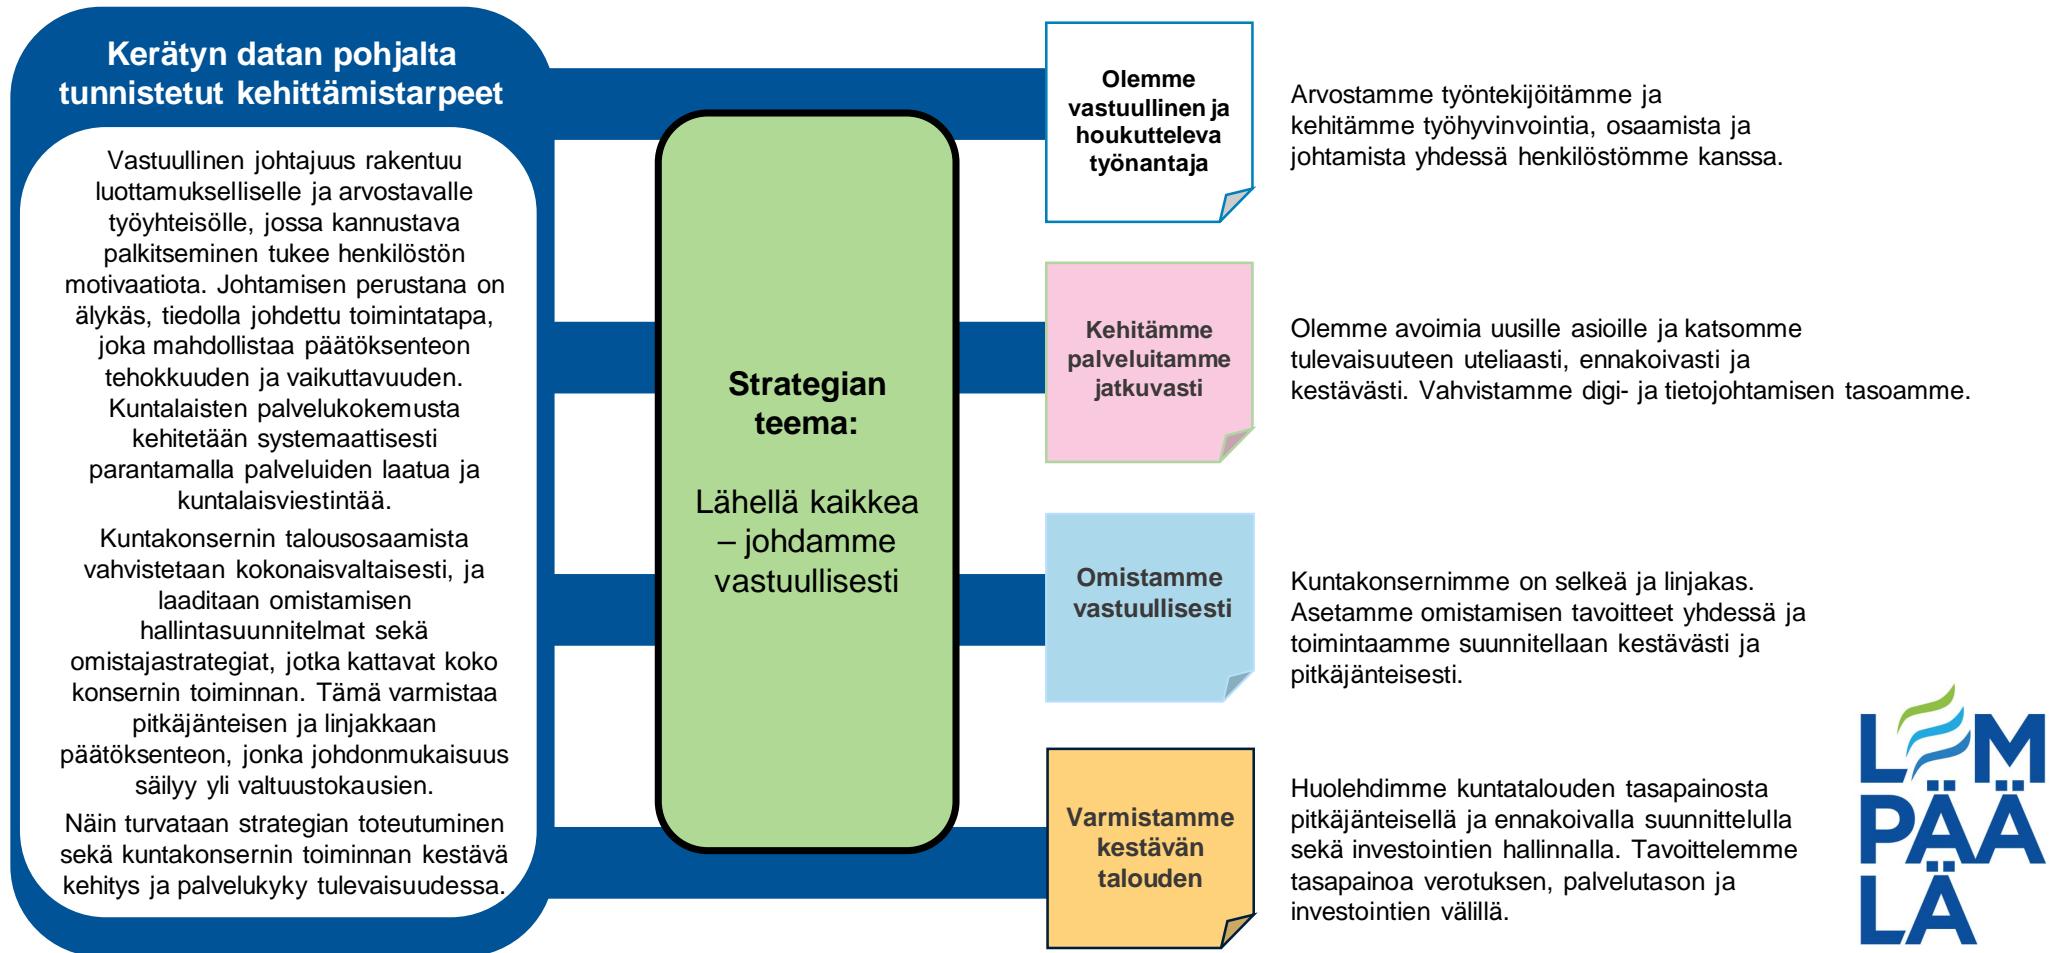 Kerätyn datan pohjalta
tunnistetut kehittämistarpeet
Vastuullinen johtajuus rakentuu
luottamukselliselle ja arvostavalle
työyhteisölle, jossa kannustava
palkitseminen tukee henkilöstön
motivaatiota. Johtamisen perustana on
älykäs, tiedolla johdettu toimintatapa,
joka mahdollistaa päätöksenteon
tehokkuuden ja vaikuttavuuden.
Kuntalaisten palvelukokemusta
kehitetään systemaattisesti
parantamalla palveluiden laatua ja
kuntalaisviestintää.
Kuntakonsernin talousosaamista
vahvistetaan kokonaisvaltaisesti, ja
laaditaan omistamisen
hallintasuunnitelmat sekä
omistajastrategiat, jotka kattavat koko
konsernin toiminnan. Tämä varmistaa
pitkäjänteisen ja linjakkaan
päätöksenteon, jonka johdonmukaisuus
säilyy yli valtuustokausien.
Näin turvataan strategian toteutuminen
sekä kuntakonsernin toiminnan kestävä
kehitys ja palvelukyky tulevaisuudessa.
Strategian
teema:
Lähellä kaikkea
– johdamme
vastuullisesti
Olemme
vastuullinen ja
houkutteleva
työnantaja
Arvostamme työntekijöitämme ja
kehitämme työhyvinvointia, osaamista ja
johtamista yhdessä henkilöstömme kanssa.
Kehitämme
palveluitamme
jatkuvasti
Olemme avoimia uusille asioille ja katsomme
tulevaisuuteen uteliaasti, ennakoivasti ja
kestävästi. Vahvistamme digi- ja tietojohtamisen tasoamme.
Omistamme
vastuullisesti
Kuntakonsernimme on selkeä ja linjakas.
Asetamme omistamisen tavoitteet yhdessä ja
toimintaamme suunnitellaan kestävästi ja
pitkäjänteisesti.
Varmistamme
kestävän
talouden
Huolehdimme kuntatalouden tasapainosta
pitkäjänteisellä ja ennakoivalla suunnittelulla
sekä investointien hallinnalla. Tavoittelemme
tasapainoa verotuksen, palvelutason ja
investointien välillä.
LEM
PÄÄ
LÄ